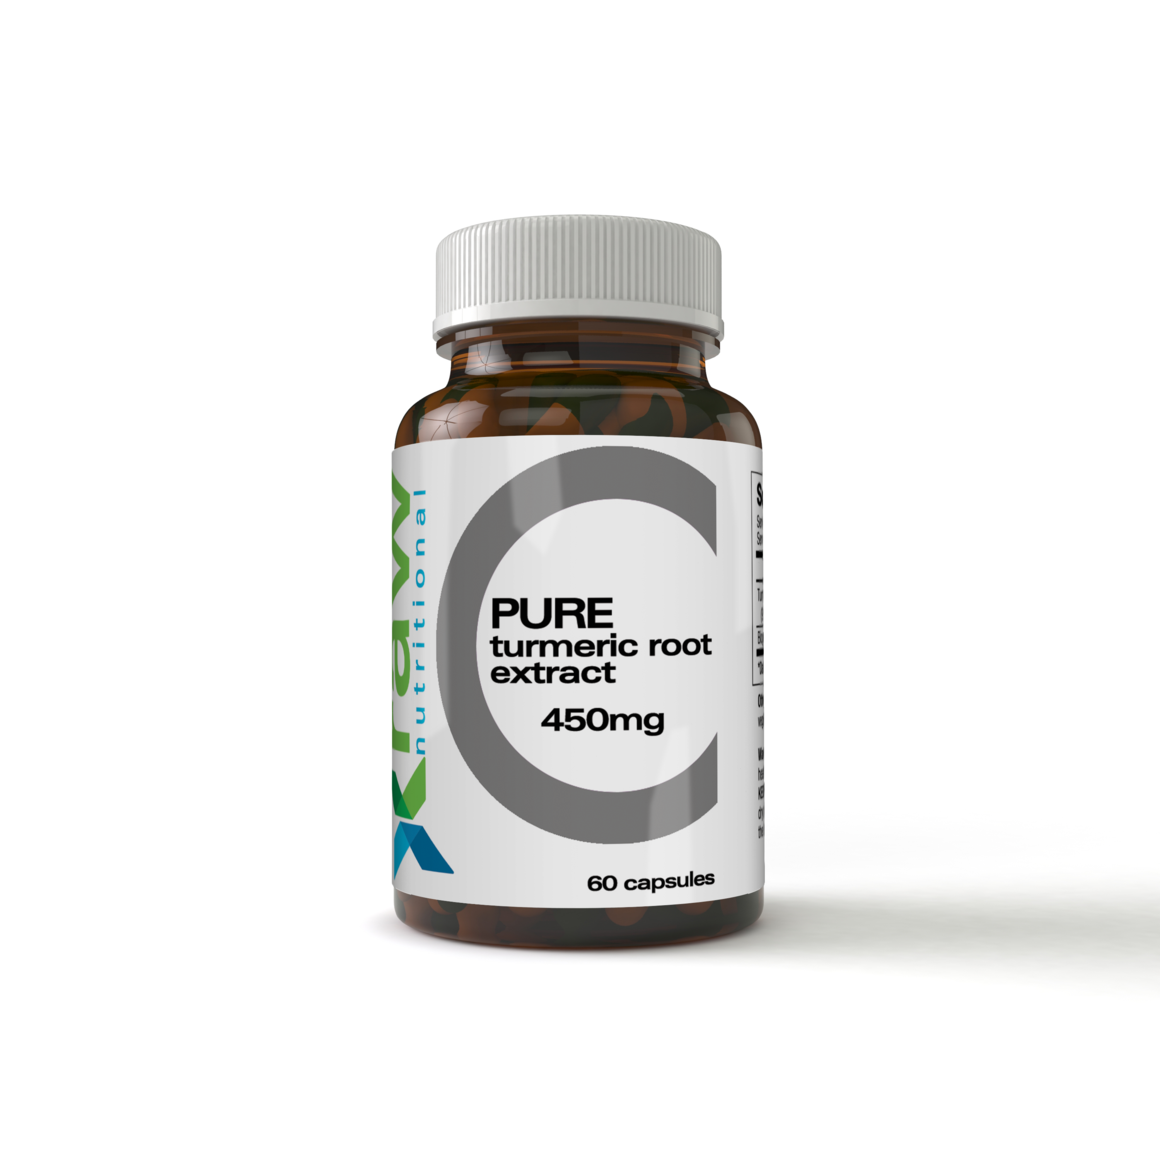 raw
nutritional
C
PURE
turmeric root
extract
450mg
60 capsules